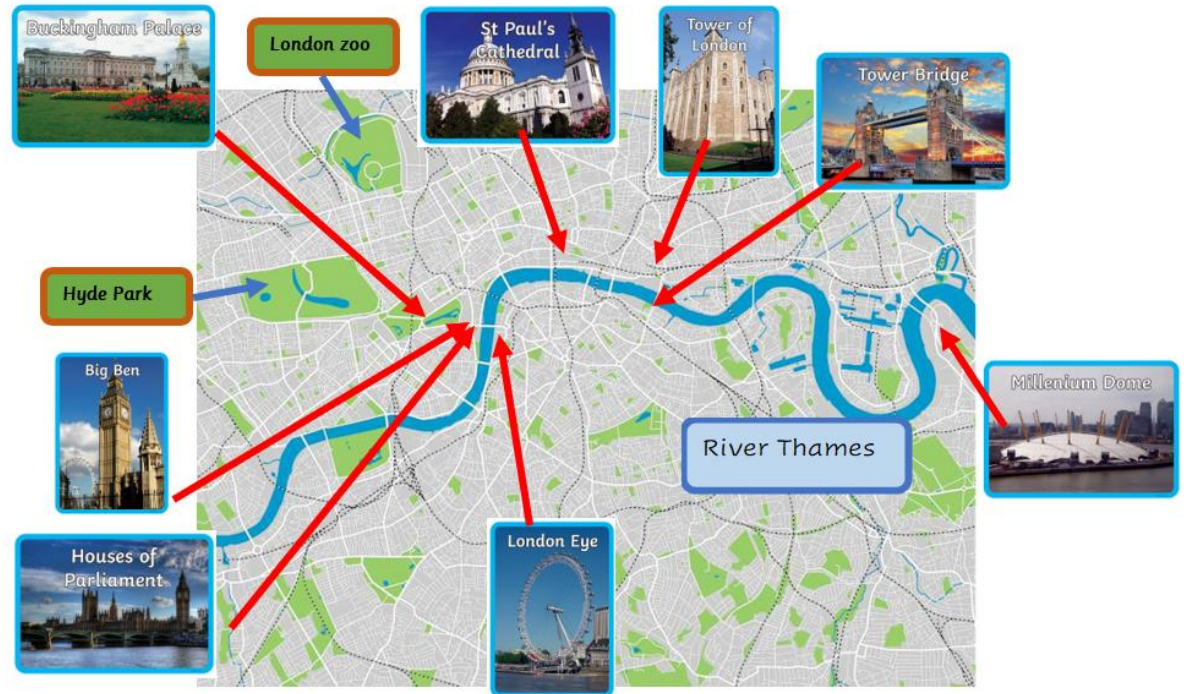 Buckingham Palace
London zoo
St Paul's
Cathedral
Tower of
London
Tower Bridge
Hyde Park
Big Ben
Millenium Dome
River Thames
Houses of
Parliament
London Eye